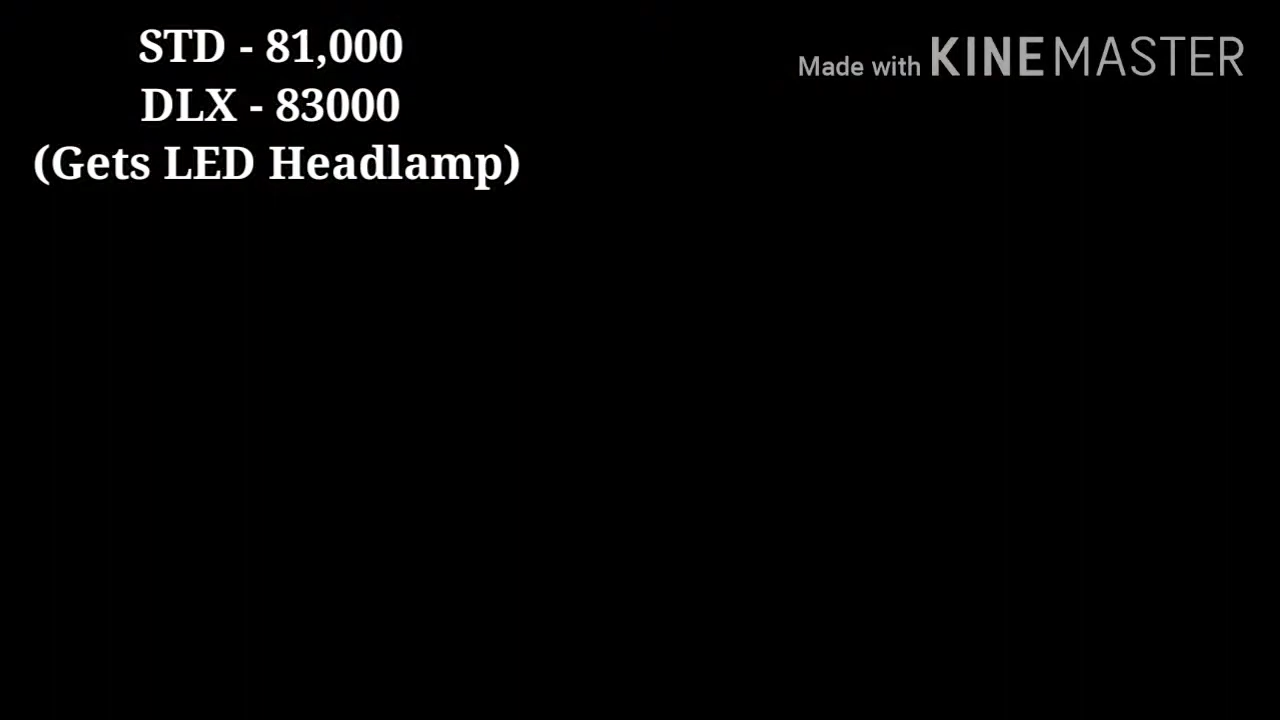 STD - 81,000
DLX - 83000
(Gets LED Headlamp)
Made with KINEMASTER